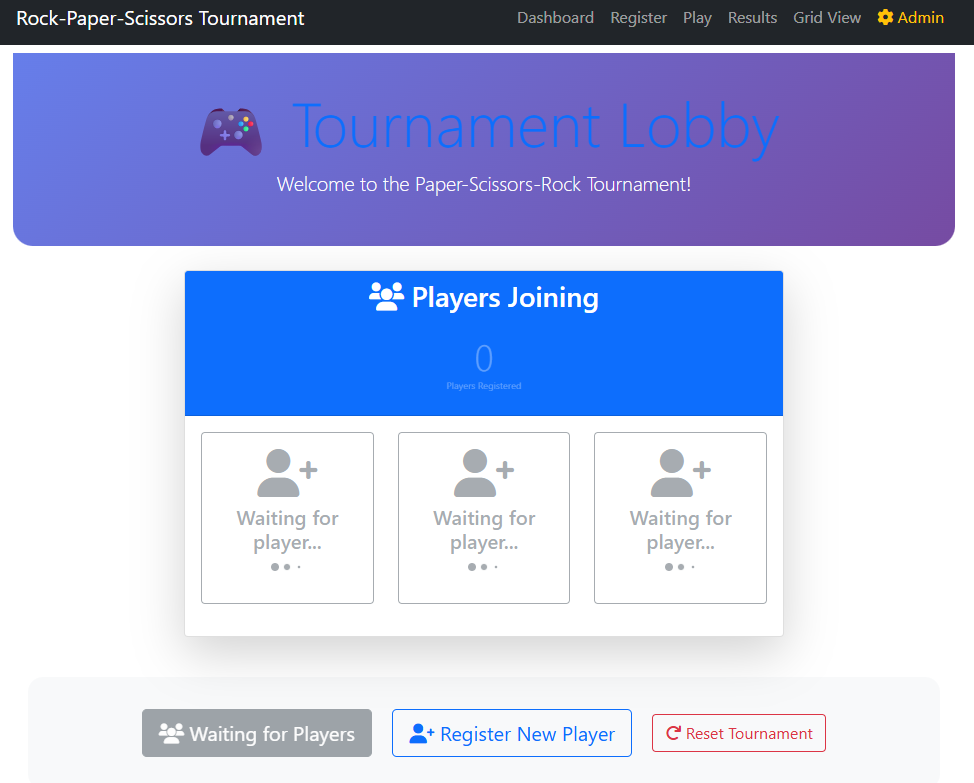 Rock-Paper-Scissors Tournament
Dashboard Register Play Results Grid View Admin
Tournament Lobby
Welcome to the Paper-Scissors-Rock Tournament!
Players Joining
0
Players Registered
Waiting for
player...
Waiting for
player...
Waiting for
player...
Waiting for Players
Register New Player
Reset Tournament